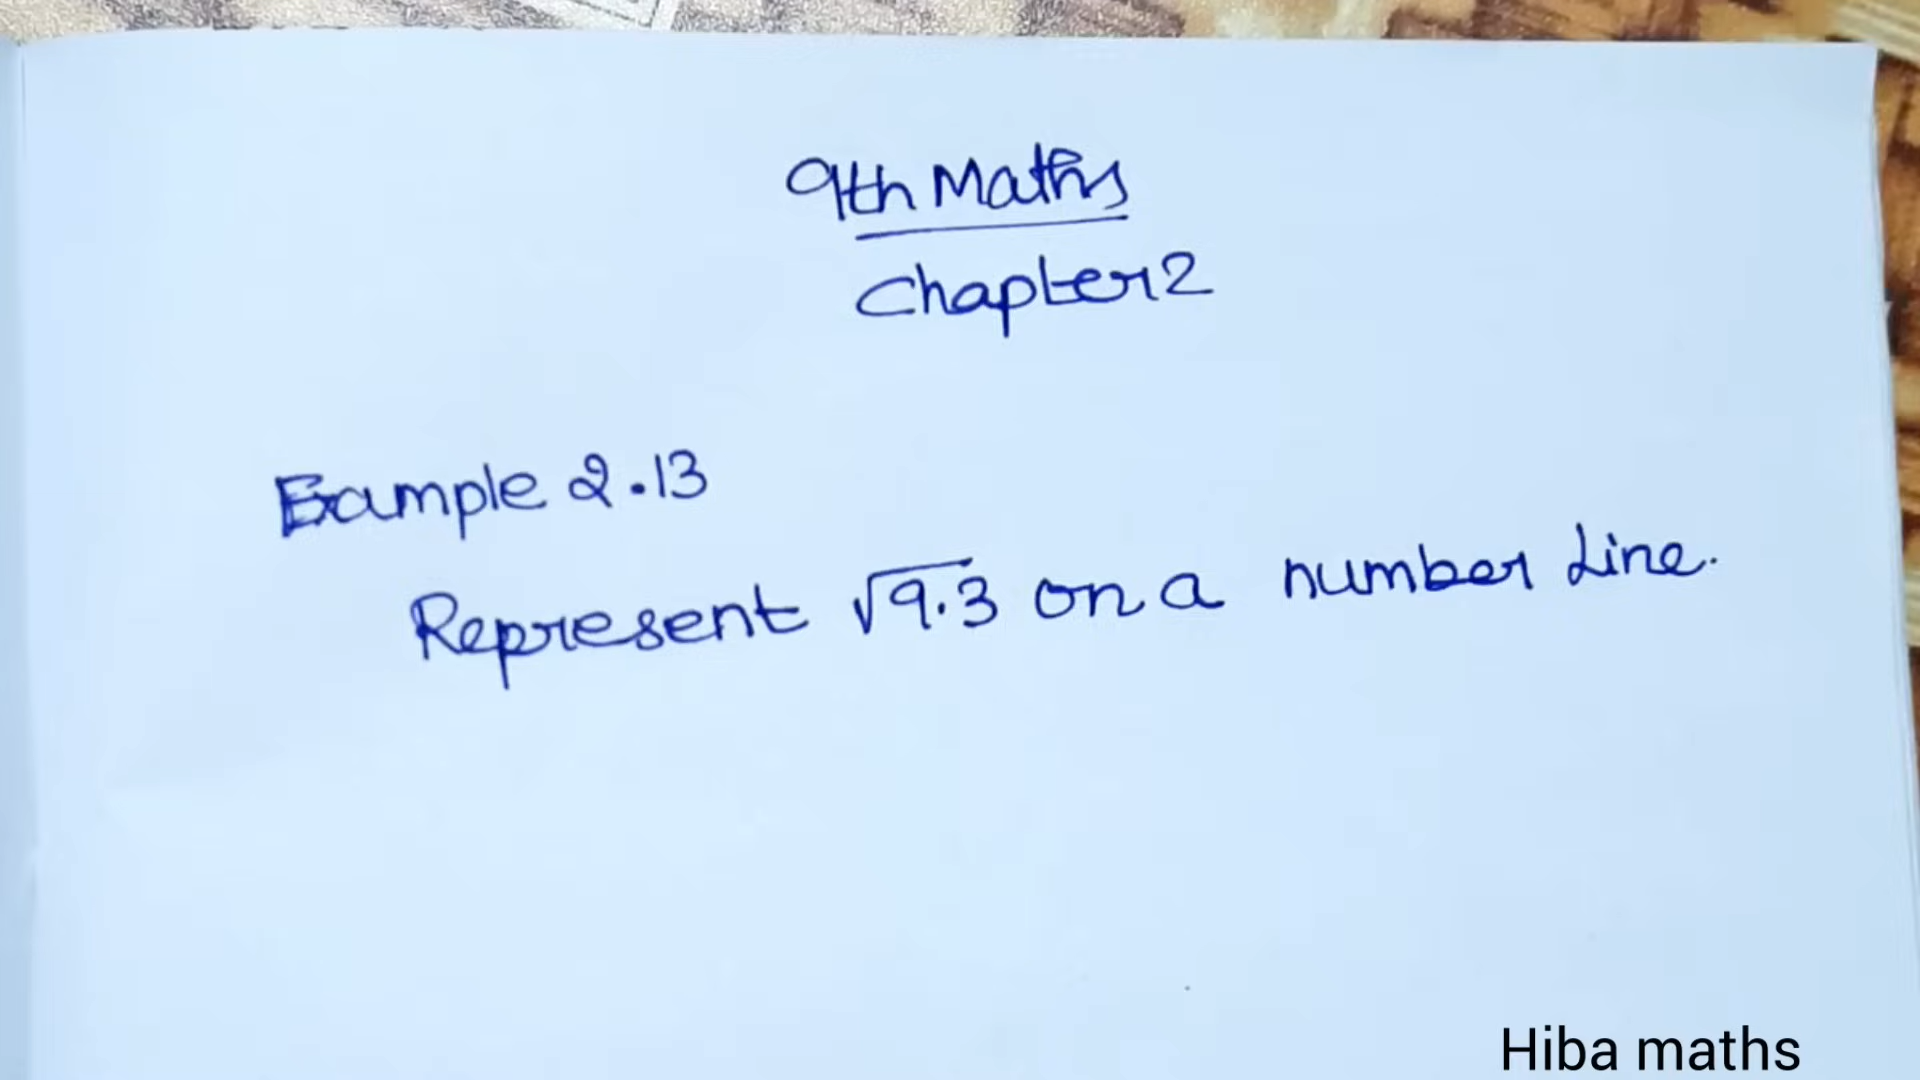 9th Maths
Chapter 2
Example 2.13
Represent √9.3 on a number line.
Hiba maths